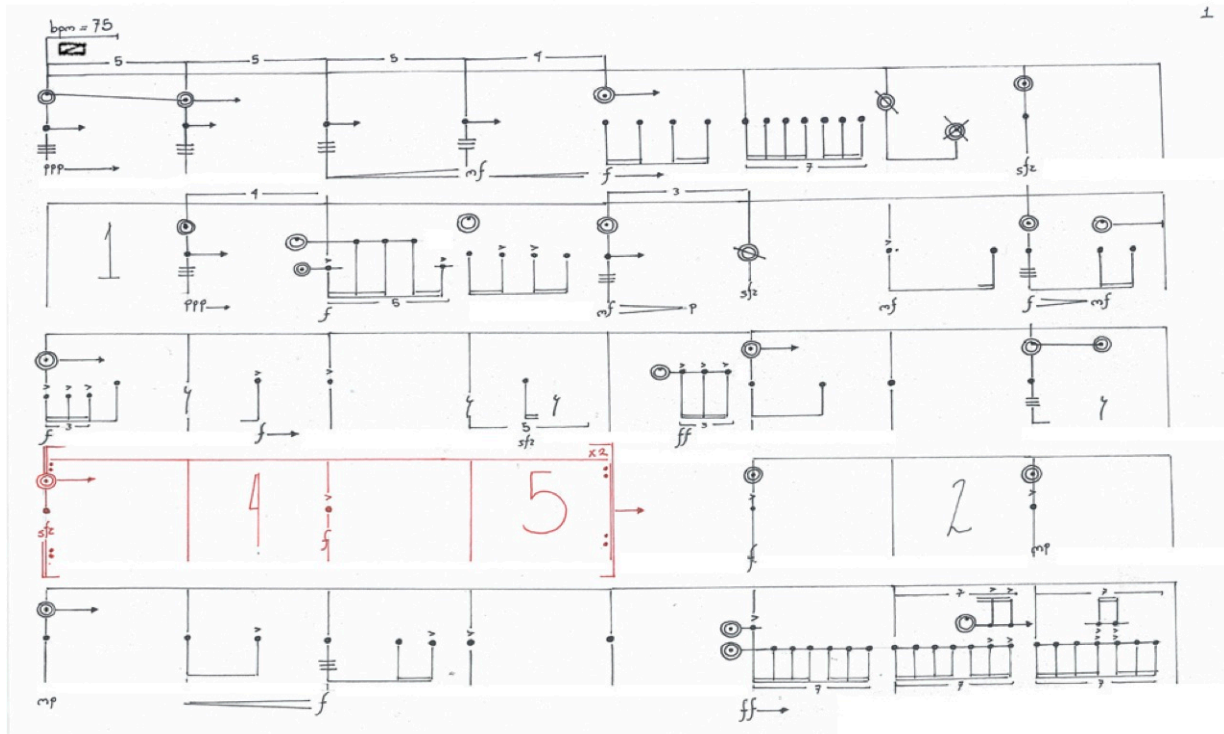 1
bpm = 75
5 5 5 4
7
ppp mf f sfz
4 3
1
ppp f 5 mf p sfz mf f mf
3 5 3
f f sfz ff
x2
4 5 2
sfz f f mp
7 7
7 7 7
mp f ff